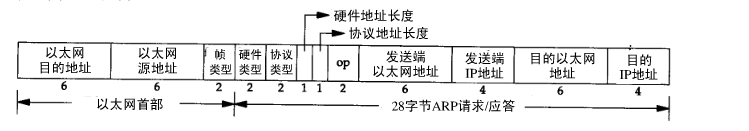 硬件地址长度
协议地址长度
以太网
目的地址
以太网
源地址
帧
类型
硬件
类型
协议
类型
op
发送端
以太网地址
发送端
IP地址
目的以太网
地址
目的
IP地址
6 6 2 2 2 1 1 2 6 4 6 4
以太网首部
28字节ARP请求/应答